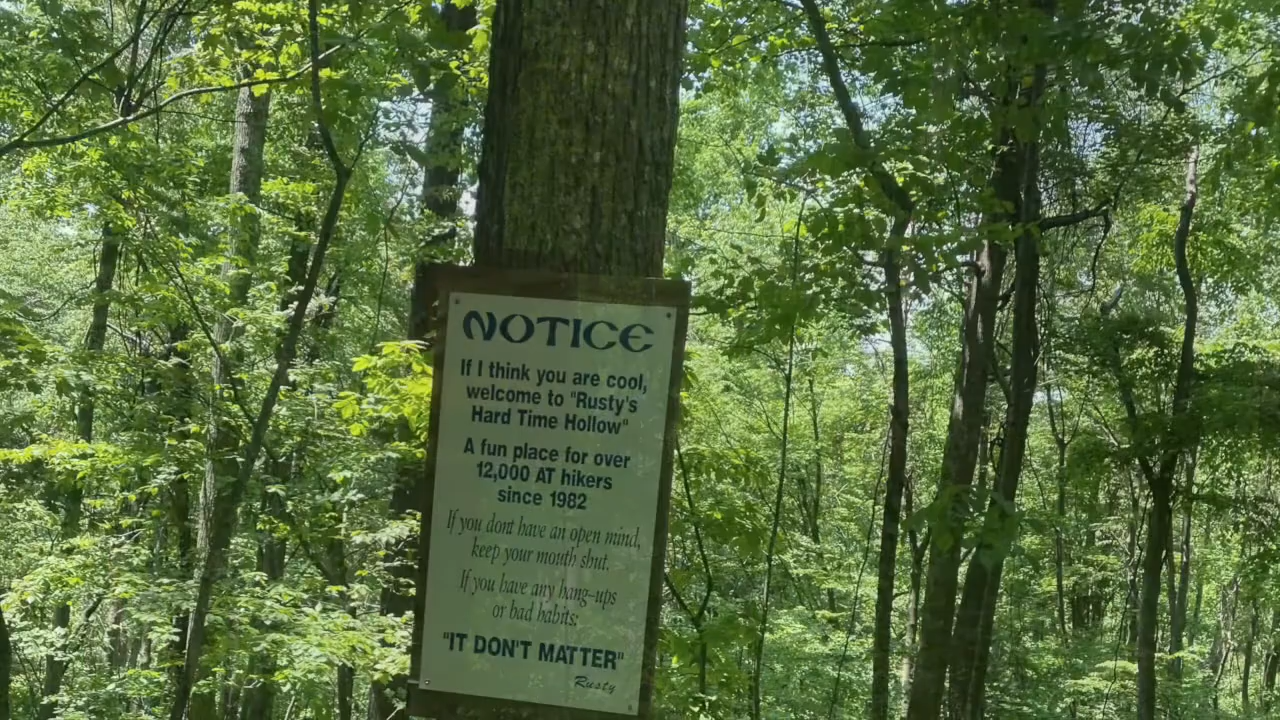 NOTICE
If I think you are cool,
welcome to "Rusty's
Hard Time Hollow"
A fun place for over
12,000 AT hikers
since 1982
If you dont have an open mind,
keep your mouth shut.
If you have any hang-ups
or bad habits;
"IT DON'T MATTER"
Rusty